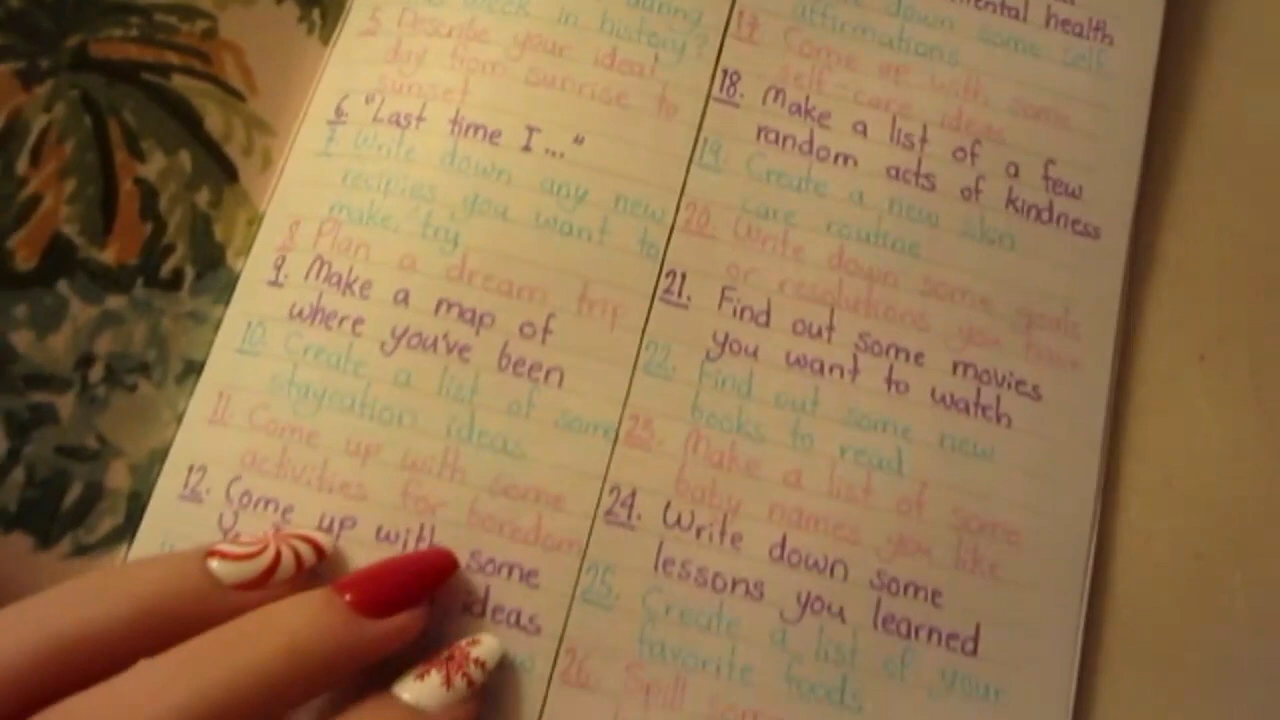 week in history?
5. Describe your ideal
day from sunrise to
sunset
6. "Last time I..."
7. Write down any new
recipies you want to
make, try
8. Plan a dream trip
9. Make a map of
where you've been
10. Create a list of some
staycation ideas
11. Come up with some
activities for boredom
12. Come up with some
ideas
mental health
down some self
affirmations
17. Come up with some
self-care ideas
18. Make a list of a few
random acts of kindness
19. Create a new skin
care routine
20. Write down some goals
or resolutions you have
21. Find out some movies
you want to watch
22. Find out some new
books to read
23. Make a list of some
baby names you like
24. Write down some
lessons you learned
25. Create a list of your
favorite foods
26. Spill some